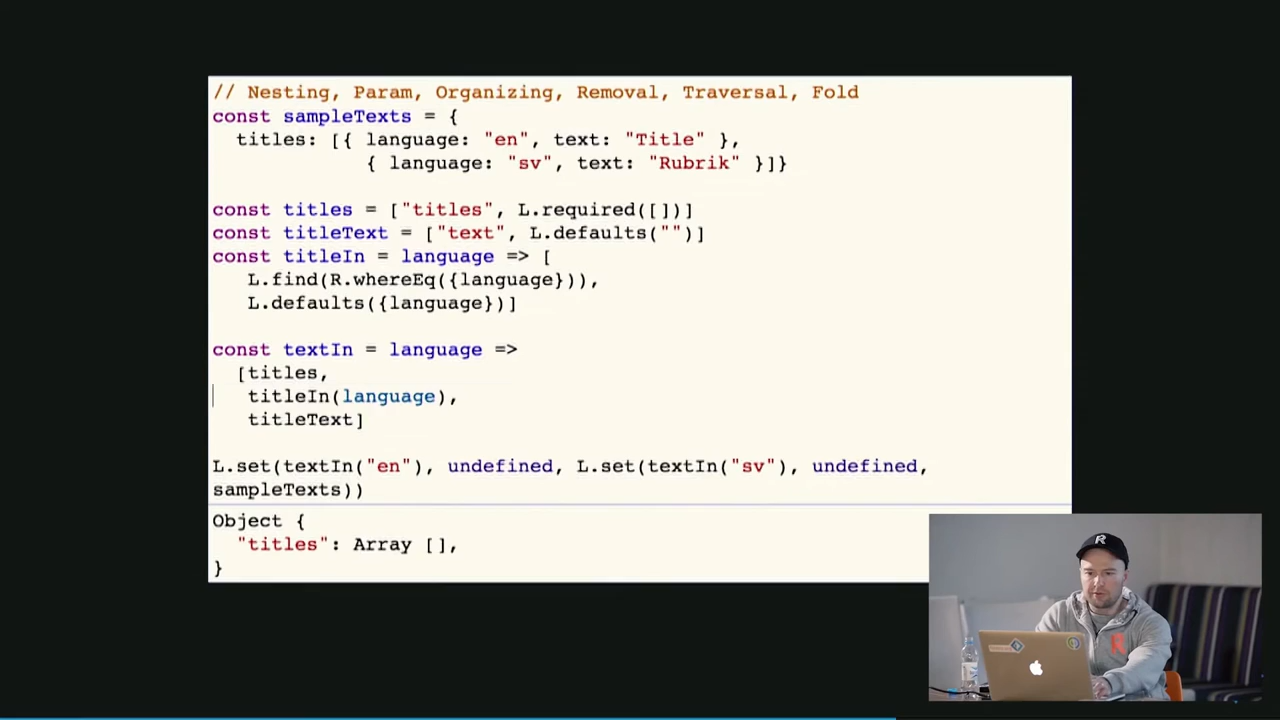 // Nesting, Param, Organizing, Removal, Traversal, Fold
const sampleTexts = {
  titles: [{ language: "en", text: "Title" },
             { language: "sv", text: "Rubrik" }]}
const titles = ["titles", L.required([])]
const titleText = ["text", L.defaults("")]
const titleIn = language => [
   L.find(R.whereEq({language})),
   L.defaults({language})]
const textIn = language =>
  [titles,
   titleIn(language),
   titleText]
L.set(textIn("en"), undefined, L.set(textIn("sv"), undefined,
sampleTexts))
Object {
  "titles": Array [],
}
R
R